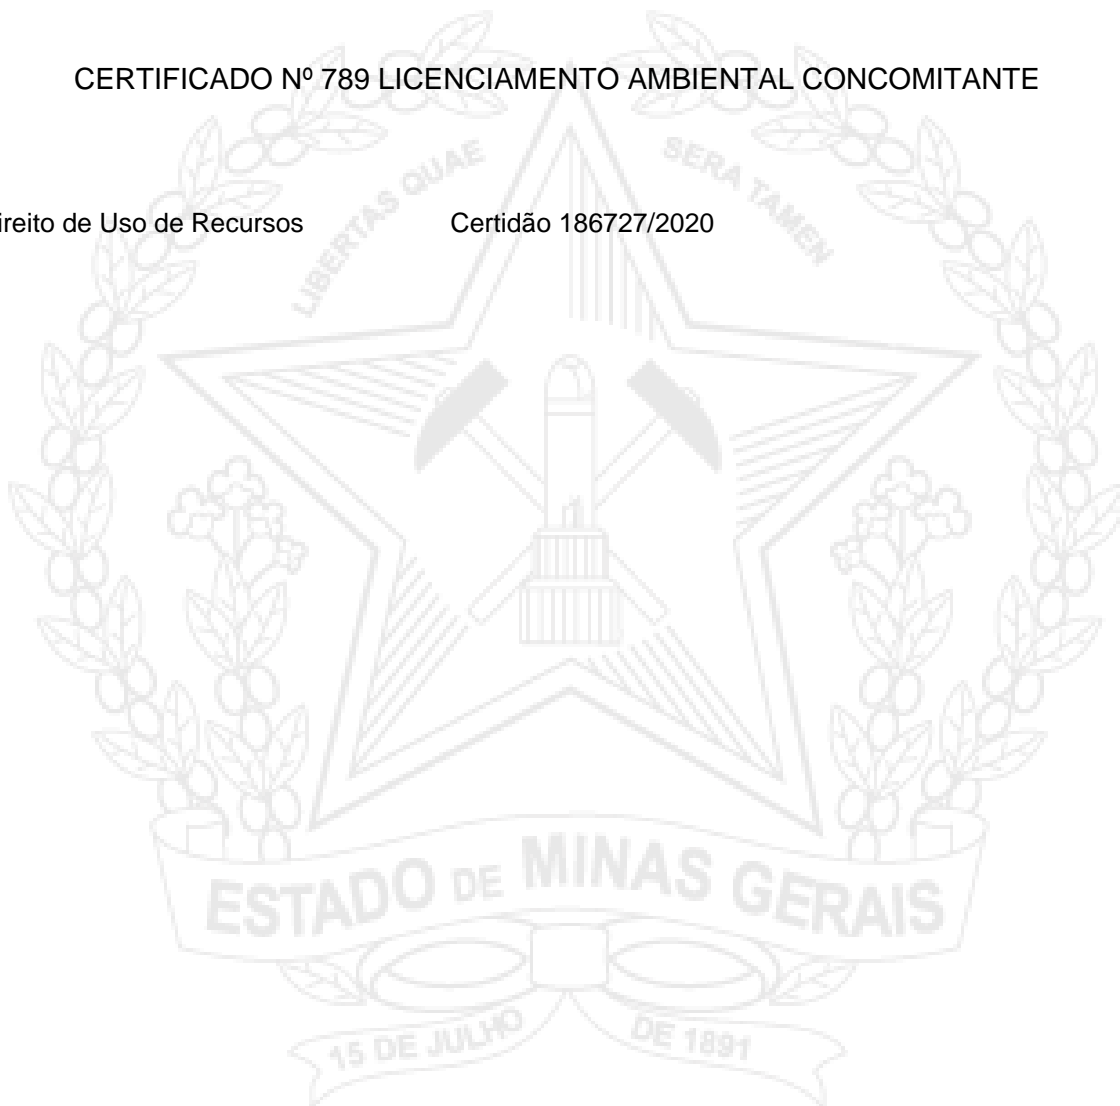 CERTIFICADO Nº 789 LICENCIAMENTO AMBIENTAL CONCOMITANTE
LIBERTAS QUAE SERA TAMEN
ireito de Uso de Recursos Certidão 186727/2020
ESTADO DE MINAS GERAIS
15 DE JULHO DE 1891